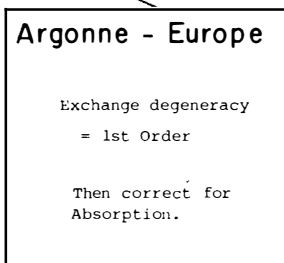 Argonne - Europe
Exchange degeneracy
= 1st Order
Then correct for
Absorption.